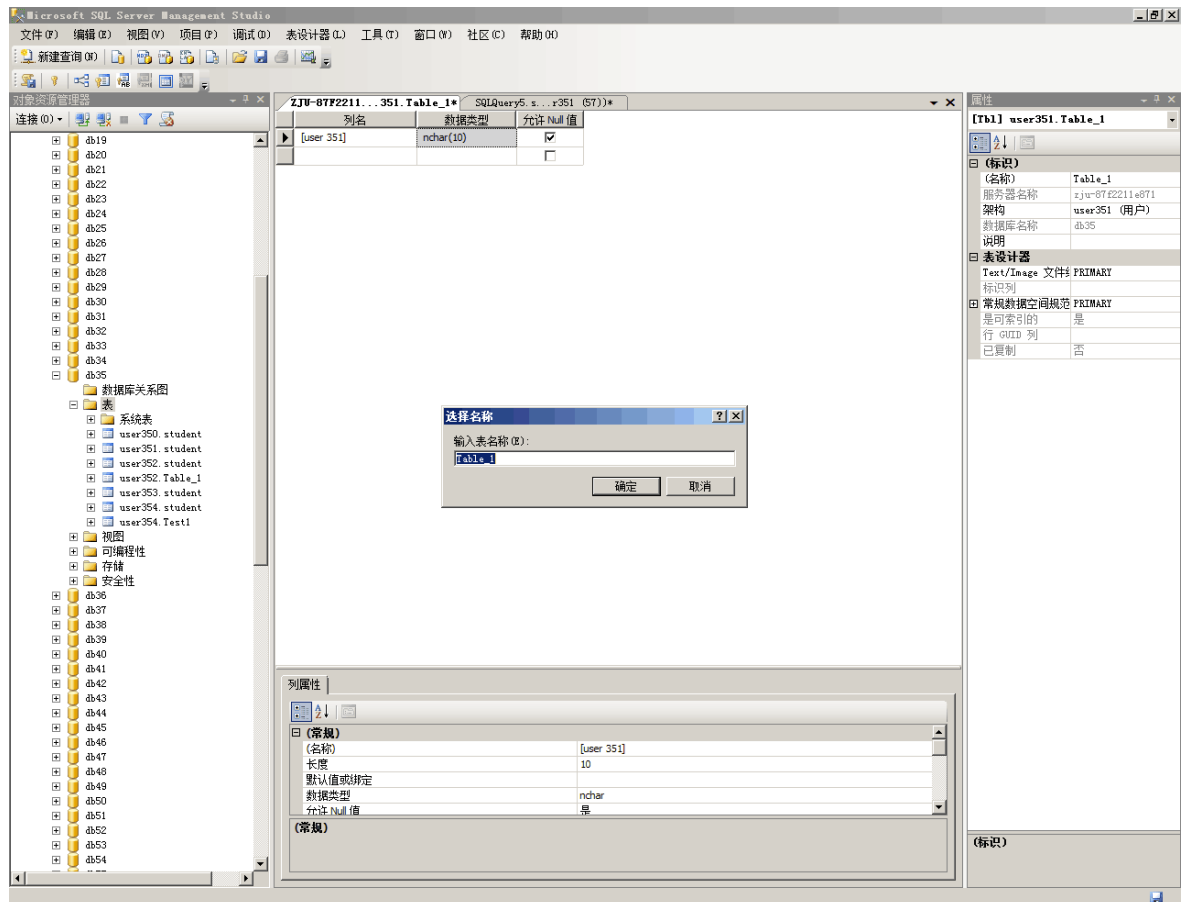 Microsoft SQL Server Management Studio
文件(F) 编辑(E) 视图(V) 项目(P) 调试(D) 表设计器(L) 工具(T) 窗口(W) 社区(C) 帮助(H)
新建查询(N)
对象资源管理器
连接(O)
db19
db20
db21
db22
db23
db24
db25
db26
db27
db28
db29
db30
db31
db32
db33
db34
db35
数据库关系图
表
系统表
user350.student
user351.student
user352.student
user352.Table_1
user353.student
user354.student
user354.Test1
视图
可编程性
存储
安全性
db36
db37
db38
db39
db40
db41
db42
db43
db44
db45
db46
db47
db48
db49
db50
db51
db52
db53
db54
ZJU-87F2211...351.Table_1* SQLQuery5.s...r351 (57))*
列名 数据类型 允许 Null 值
[user 351] nchar(10)
选择名称
输入表名称(E):
Table_1
确定 取消
列属性
(常规)
(名称) [user 351]
长度 10
默认值或绑定
数据类型 nchar
允许 Null 值 是
(常规)
属性
[Tbl] user351.Table_1
(标识)
(名称) Table_1
服务器名称 zju-87f2211e871
架构 user351 (用户)
数据库名称 db35
说明
表设计器
Text/Image 文件 PRIMARY
标识列
常规数据空间规范 PRIMARY
是可索引的 是
行 GUID 列
已复制 否
(标识)